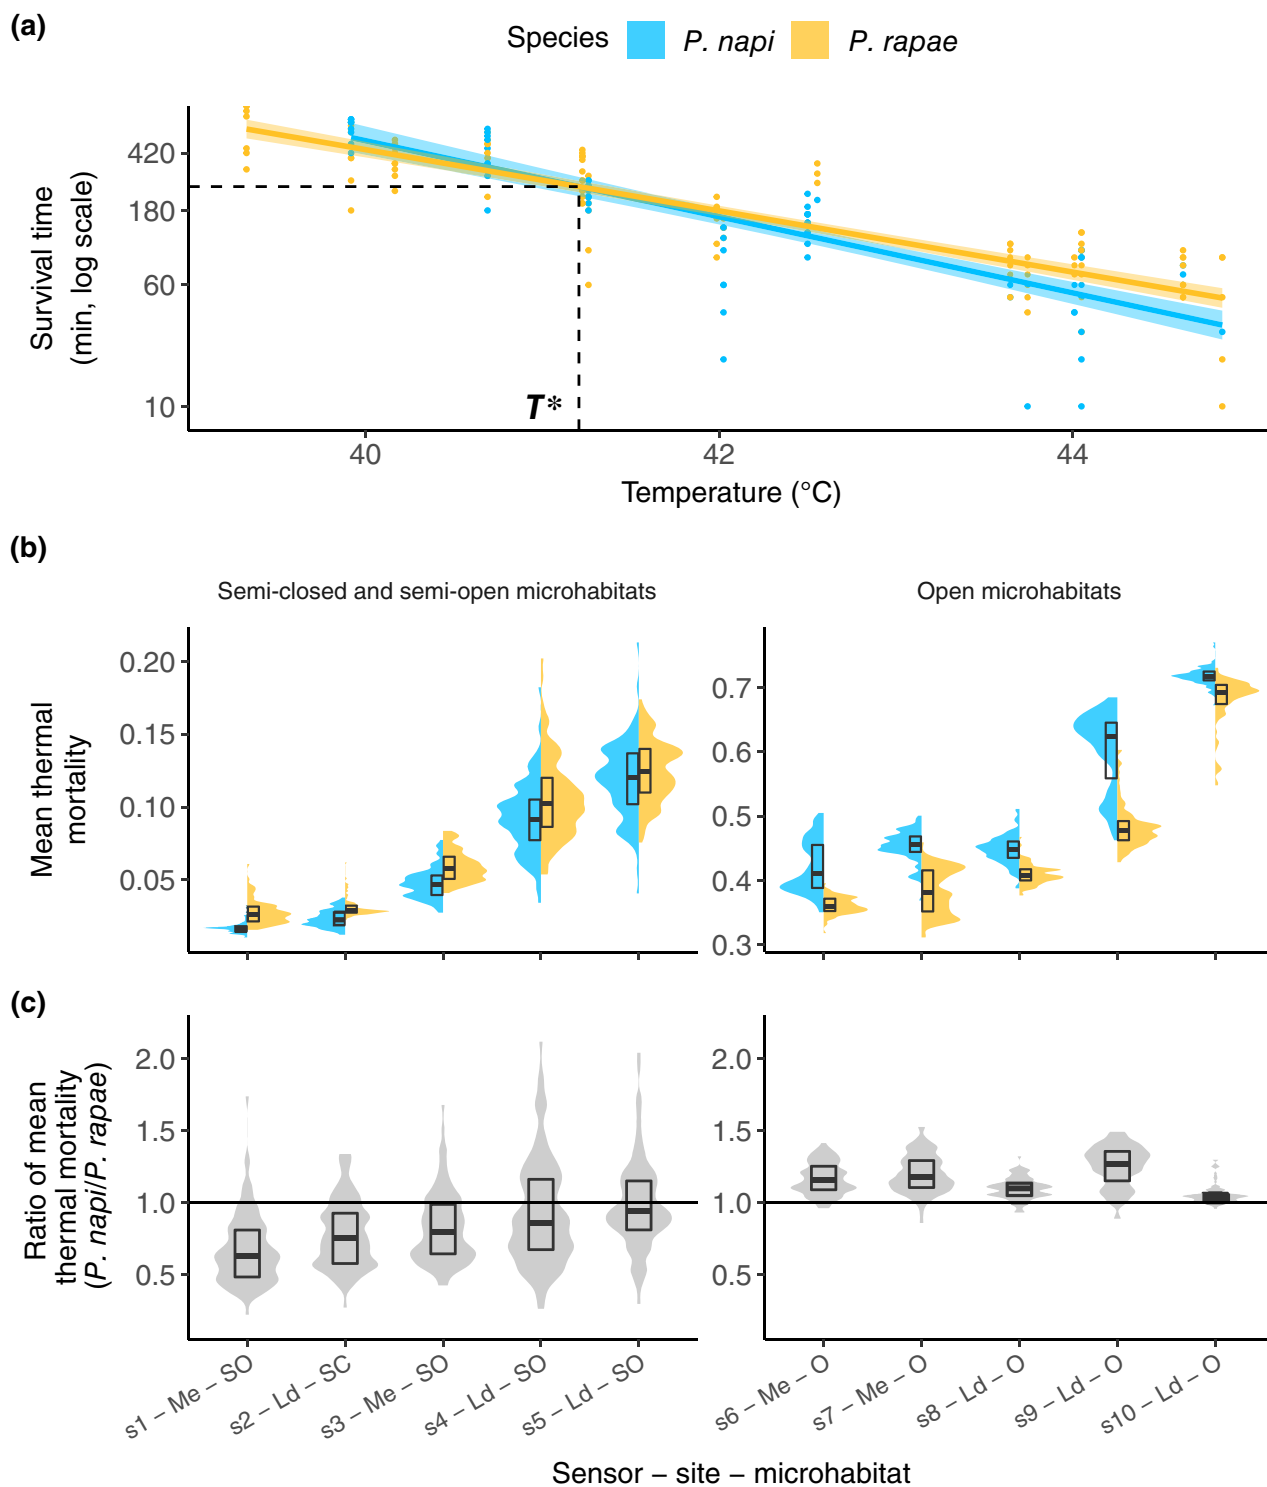 (a)
Species P. napi P. rapae
Survival time
(min, log scale)
420
180
60
10
T*
40 42 44
Temperature (°C)
(b)
Semi-closed and semi-open microhabitats
Open microhabitats
Mean thermal
mortality
0.20
0.15
0.10
0.05
0.7
0.6
0.5
0.4
0.3
(c)
Ratio of mean
thermal mortality
(P. napi/P. rapae)
2.0
1.5
1.0
0.5
2.0
1.5
1.0
0.5
s1 – Me – SO
s2 – Ld – SC
s3 – Me – SO
s4 – Ld – SO
s5 – Ld – SO
s6 – Me – O
s7 – Me – O
s8 – Ld – O
s9 – Ld – O
s10 – Ld – O
Sensor – site – microhabitat